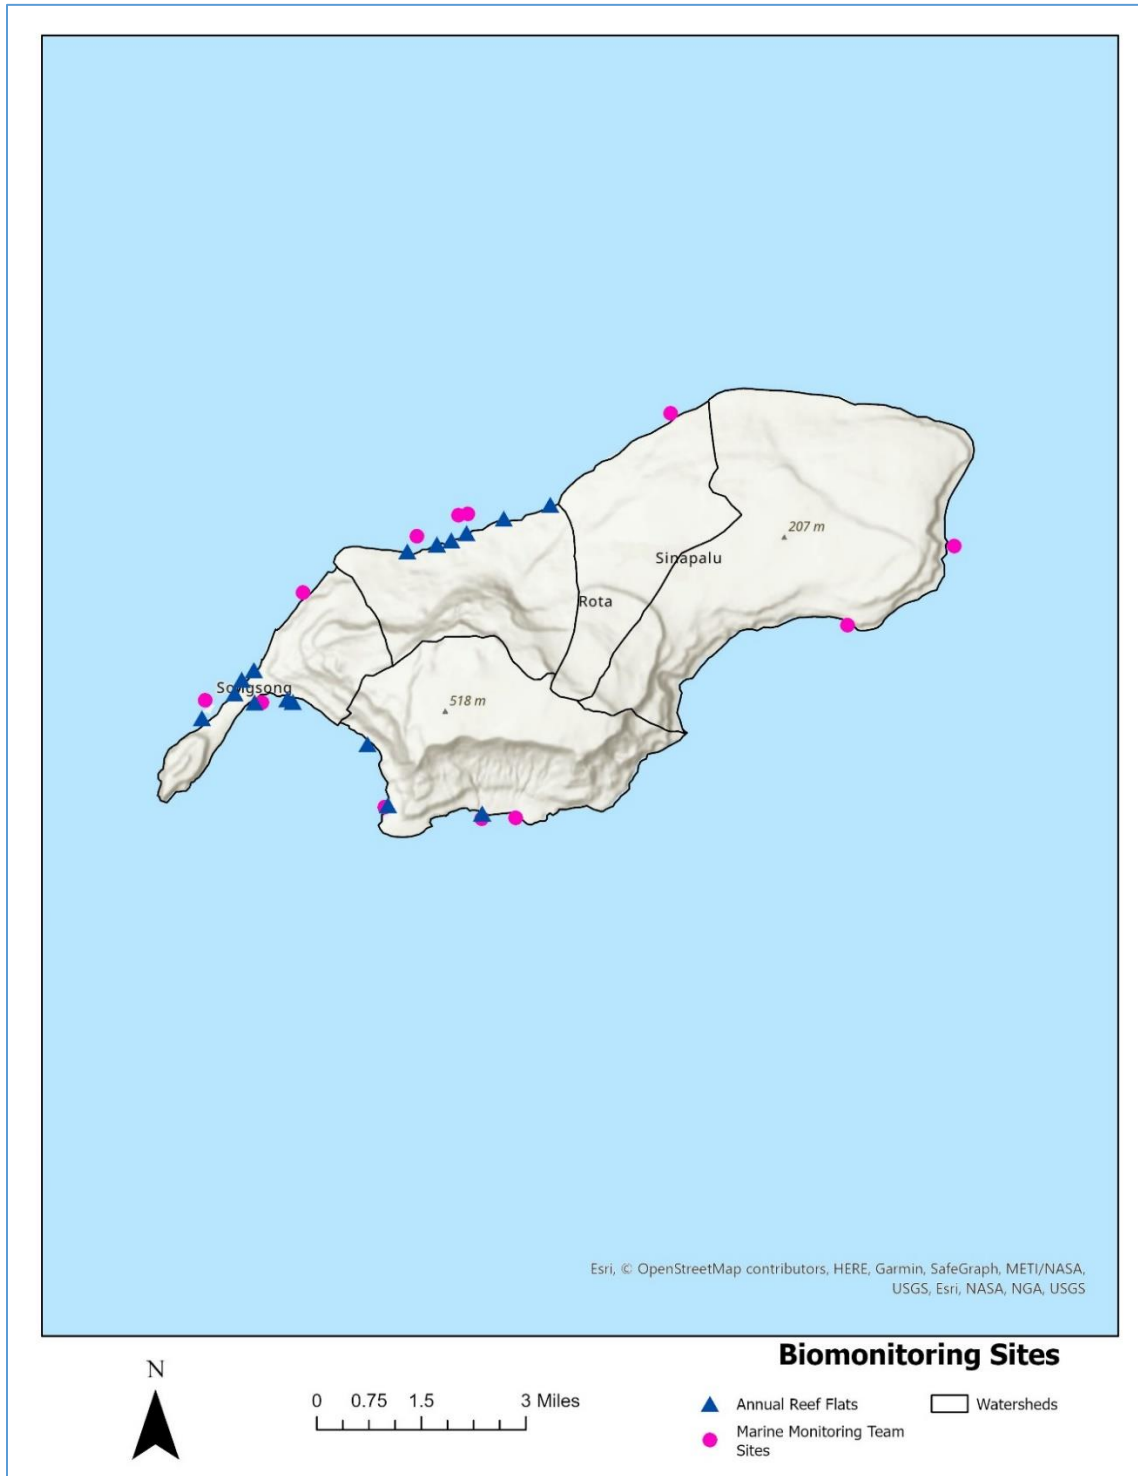 207 m
Sinapalu
Rota
Songsong
518 m
Esri, © OpenStreetMap contributors, HERE, Garmin, SafeGraph, METI/NASA,
USGS, Esri, NASA, NGA, USGS
Biomonitoring Sites
N
0 0.75 1.5 3 Miles
Annual Reef Flats
Watersheds
Marine Monitoring Team
Sites